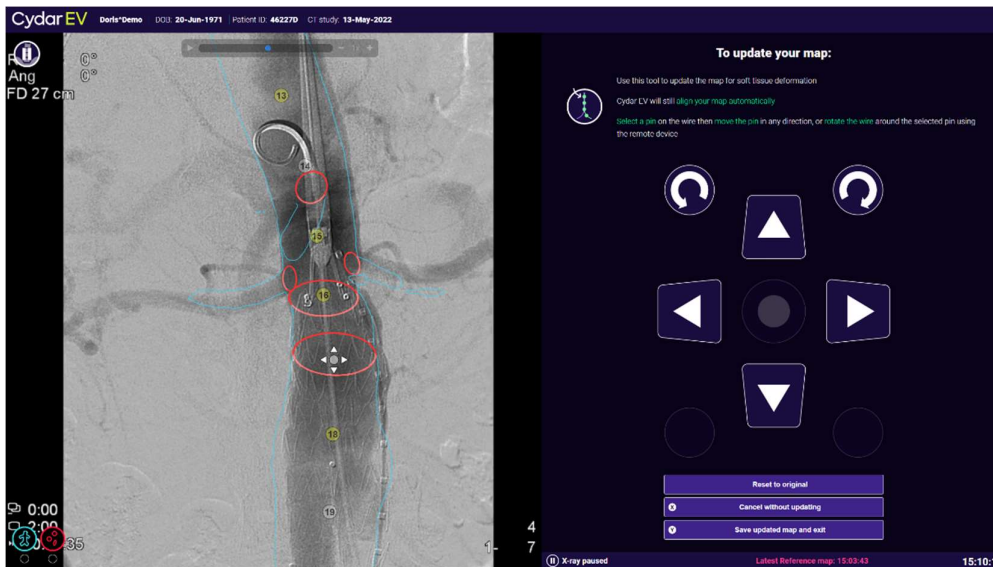 Cydar EV Doris*Demo DOB: 20-Jun-1971 Patient ID: 46227D CT study: 13-May-2022
0°
Ang 0°
FD 27 cm
13
14
15
16
18
19
0:00
35
4
1- 7
To update your map:
Use this tool to update the map for soft tissue deformation
Cydar EV will still align your map automatically
Select a pin on the wire then move the pin in any direction, or rotate the wire around the selected pin using
the remote device
Reset to original
X Cancel without updating
Y Save updated map and exit
X-ray paused Latest Reference map: 15:03:43 15:10:1